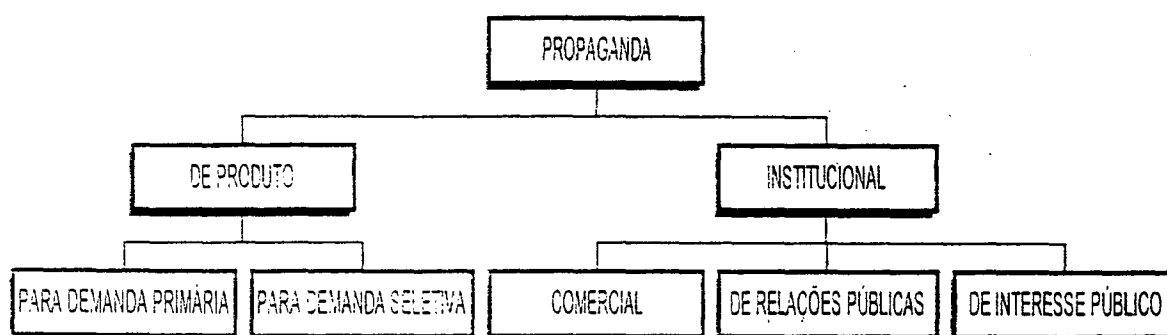 PROPAGANDA
DE PRODUTO
INSTITUCIONAL
PARA DEMANDA PRIMÁRIA
PARA DEMANDA SELETIVA
COMERCIAL
DE RELAÇÕES PÚBLICAS
DE INTERESSE PÚBLICO